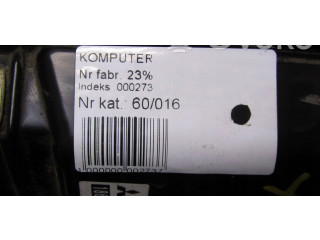 KOMPUTER
Nr fabr. 23%
Indeks 000273
Nr kat.: 60/016